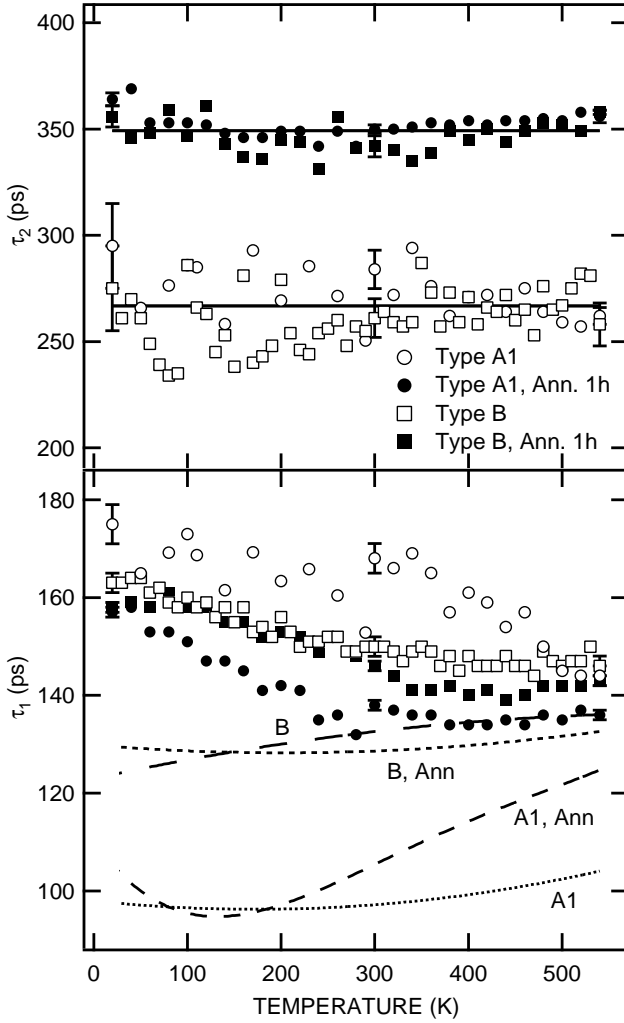 400
350
300
250
200
τ2 (ps)
Type A1
Type A1, Ann. 1h
Type B
Type B, Ann. 1h
180
160
140
120
100
τ1 (ps)
B
B, Ann
A1, Ann
A1
0 100 200 300 400 500
TEMPERATURE (K)